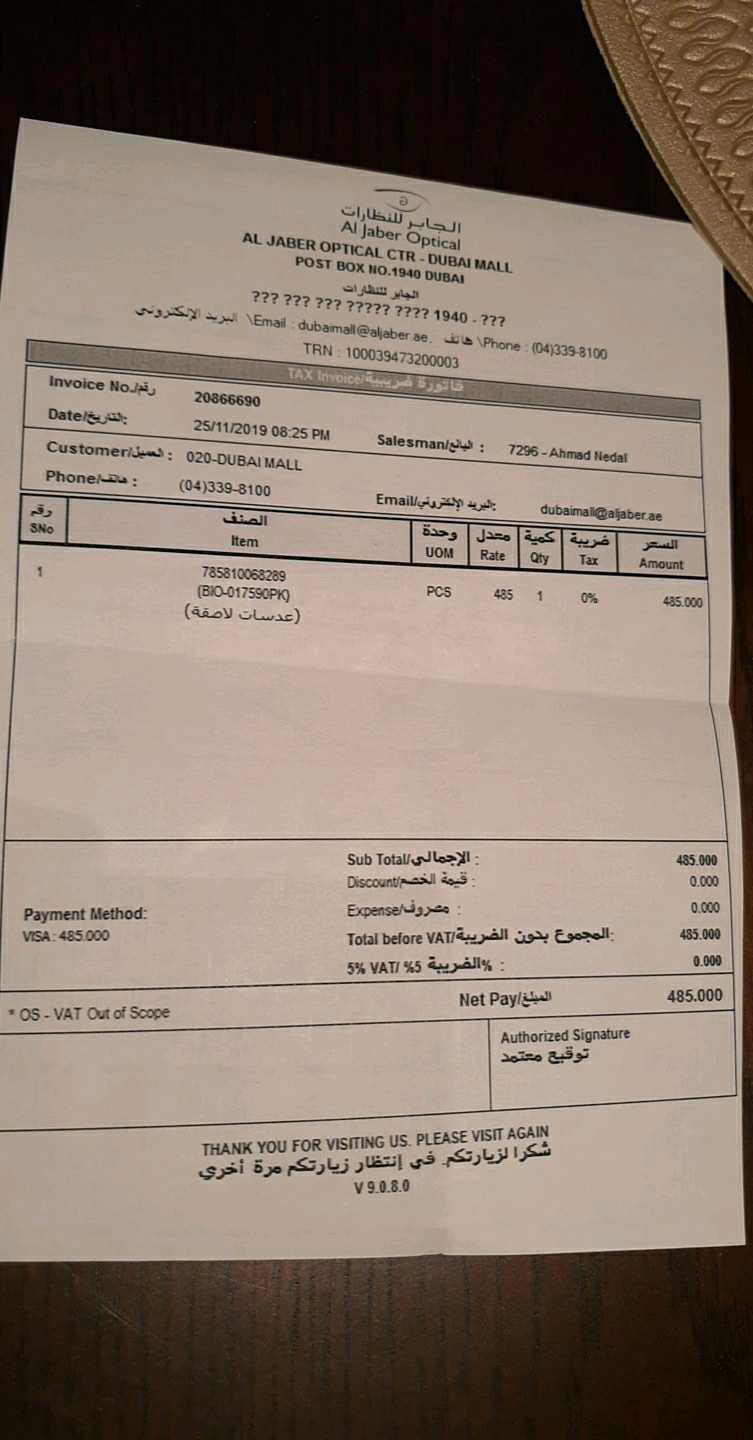 الجابر للنظارات
Al Jaber Optical
AL JABER OPTICAL CTR - DUBAI MALL
POST BOX NO.1940 DUBAI
الجابر للنظارات
??? ??? ??? ????? ???? 1940 - ???
البريد الإلكتروني \Email : dubaimall@aljaber.ae, هاتف \Phone : (04)339-8100
TRN : 100039473200003
TAX Invoice/فاتورة ضريبية
Invoice No./رقم 20866690
Date/التاريخ: 25/11/2019 08:25 PM Salesman/البائع : 7296 - Ahmad Nedal
Customer/العميل : 020-DUBAI MALL
Phone/هاتف : (04)339-8100 Email/البريد الإلكتروني: dubaimall@aljaber.ae
رقم الصنف وحدة معدل كمية ضريبة السعر
SNo Item UOM Rate Qty Tax Amount
1 785810068289 PCS 485 1 0% 485.000
(BIO-017590PK)
(عدسات لاصقة)
Sub Total/الإجمالي : 485.000
Discount/قيمة الخصم : 0.000
Payment Method: Expense/مصروف : 0.000
VISA : 485.000 Total before VAT/المجموع بدون الضريبة: 485.000
5% VAT/ %5 الضريبة% : 0.000
* OS - VAT Out of Scope Net Pay/المبلغ 485.000
Authorized Signature
توقيع معتمد
THANK YOU FOR VISITING US. PLEASE VISIT AGAIN
شكرا لزيارتكم. في إنتظار زيارتكم مرة أخري
V 9.0.8.0